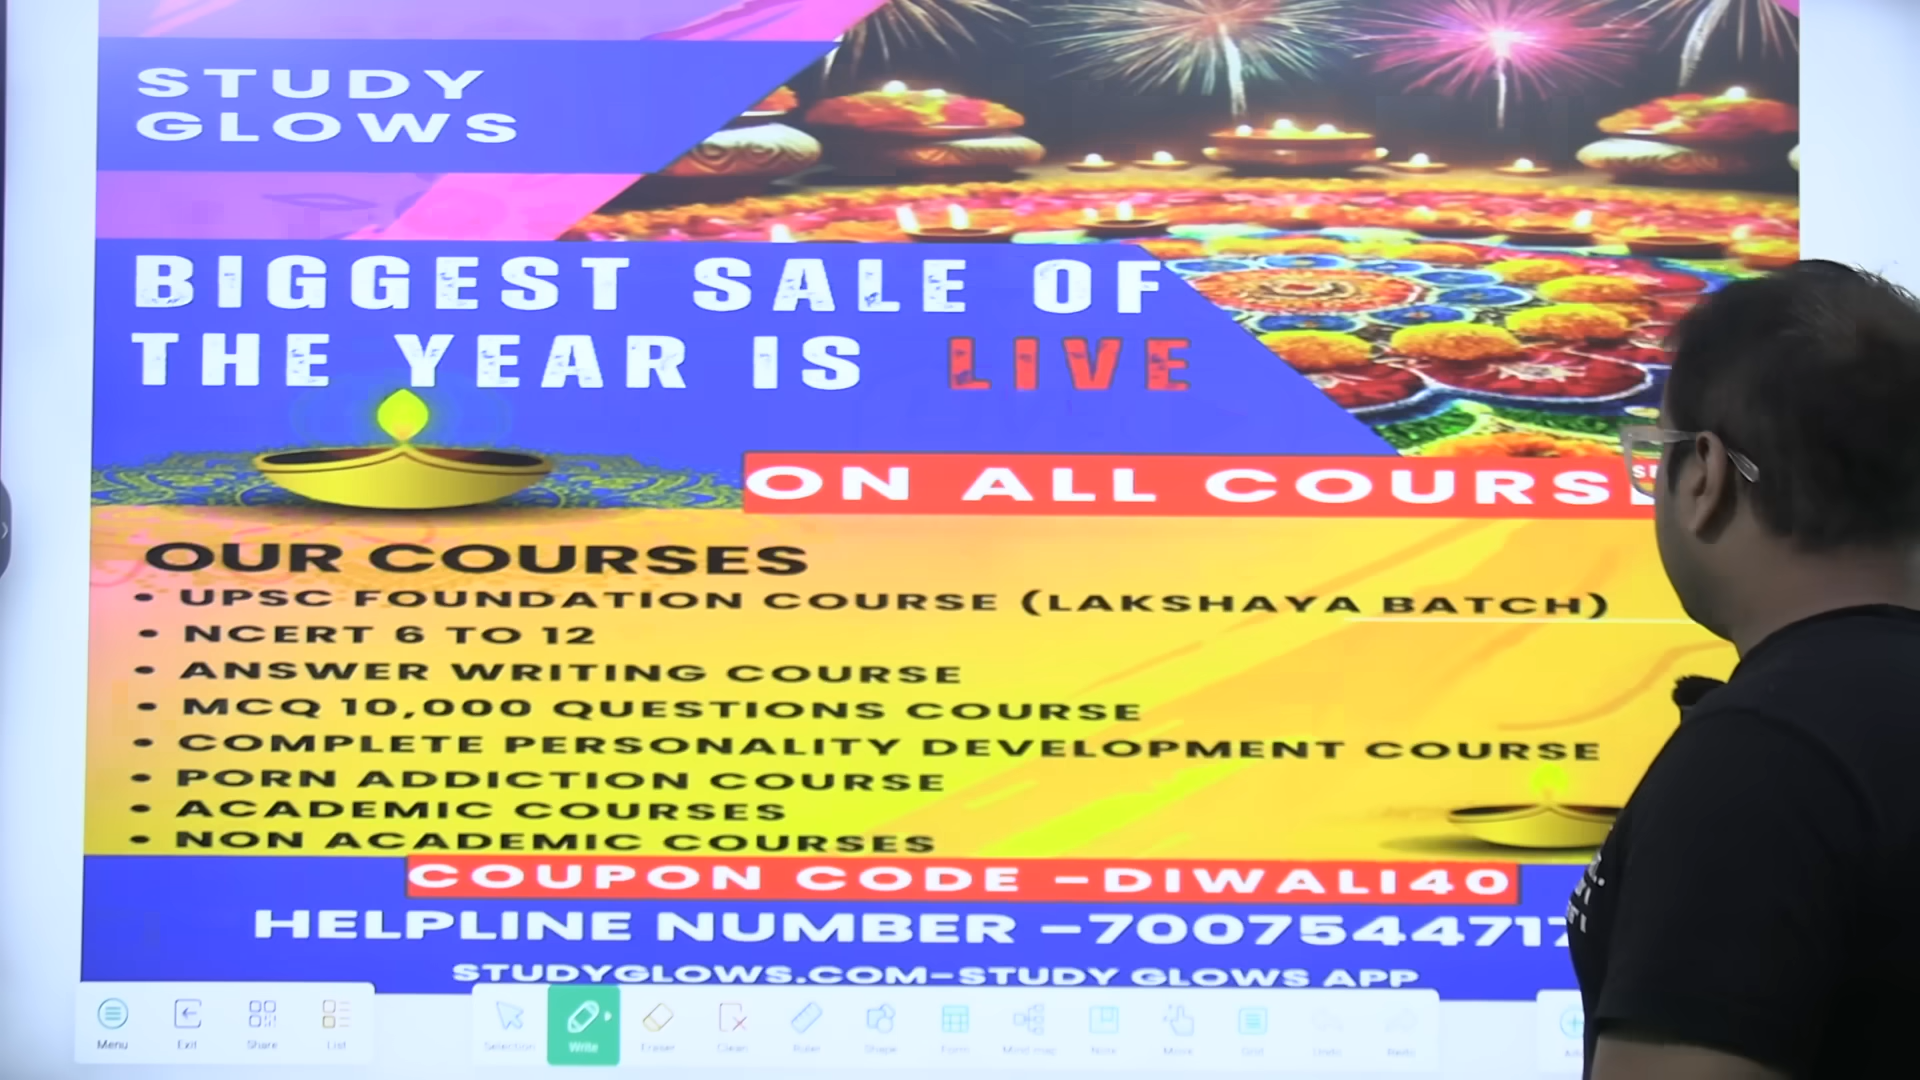 STUDY
GLOWS
BIGGEST SALE OF
THE YEAR IS LIVE
ON ALL
OUR COURSES
• UPSC FOUNDATION COURSE (LAKSHAYA BATCH)
• NCERT 6 TO 12
• ANSWER WRITING COURSE
• MCQ 10,000 QUESTIONS COURSE
• COMPLETE PERSONALITY DEVELOPMENT COURSE
• PORN ADDICTION COURSE
• ACADEMIC COURSES
• NON ACADEMIC COURSES
COUPON CODE -DIWALI40
HELPLINE NUMBER -
STUDYGLOWS.COM-STUDY GLOWS APP
Menu Exit Share List Selection Write Eraser Clean Ruler Shape Form Mind map Note Move Grid Undo Redo